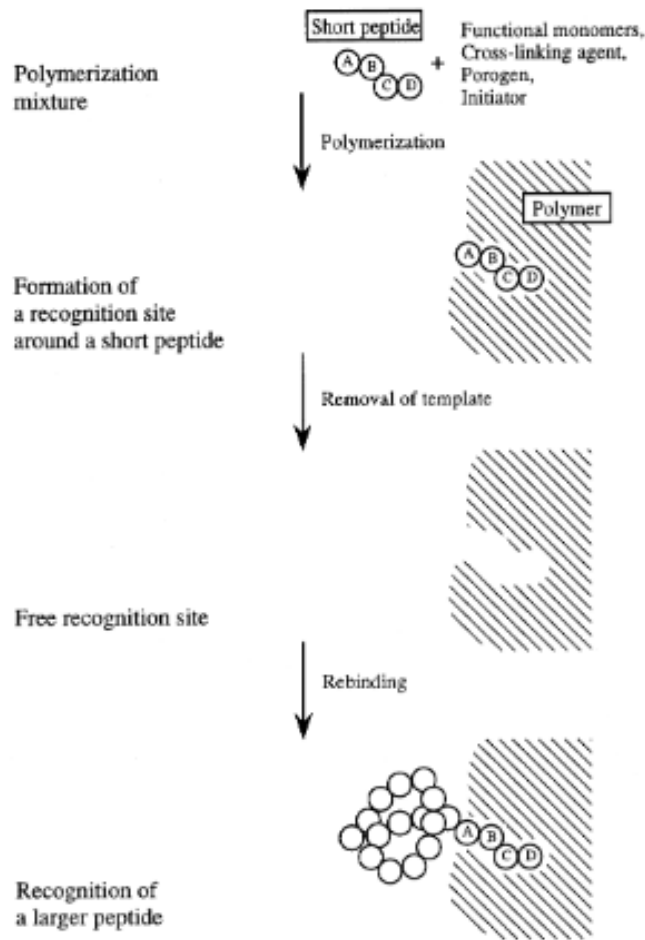 Short peptide
A B C D
+
Functional monomers,
Cross-linking agent,
Porogen,
Initiator
Polymerization
mixture
Polymerization
Polymer
A B C D
Formation of
a recognition site
around a short peptide
Removal of template
Free recognition site
Rebinding
A B C D
Recognition of
a larger peptide